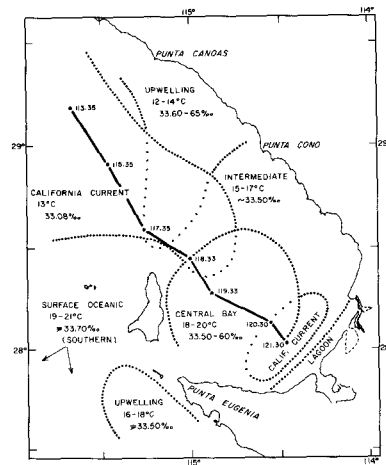 115°
114°
PUNTA CANOAS
UPWELLING
12-14°C
33.60-65‰
113.35
29°
PUNTA CONO
115.35
INTERMEDIATE
15-17°C
~33.50‰
CALIFORNIA CURRENT
13°C
33.08‰
117.35
118.33
119.33
SURFACE OCEANIC
19-21°C
≅33.70‰
(SOUTHERN)
CENTRAL BAY
18-20°C
33.50-60‰
120.30
121.30
28°
CALIF. CURRENT
LAGOON
UPWELLING
16-18°C
≅33.50‰
PUNTA EUGENIA
115°
114°